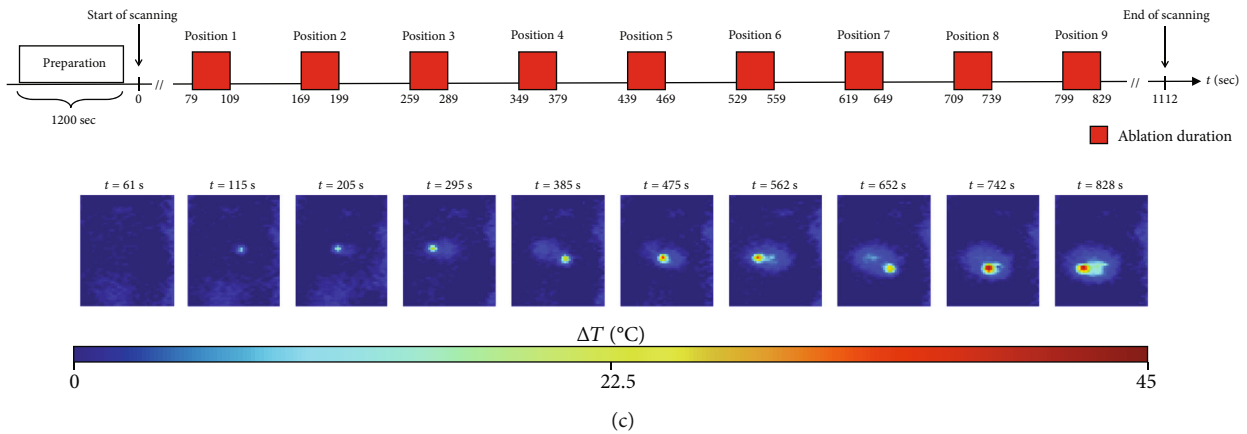 Start of scanning
End of scanning
Position 1 Position 2 Position 3 Position 4 Position 5 Position 6 Position 7 Position 8 Position 9
Preparation
// // t (sec)
0 79 109 169 199 259 289 349 379 439 469 529 559 619 649 709 739 799 829 1112
1200 sec
Ablation duration
t = 61 s t = 115 s t = 205 s t = 295 s t = 385 s t = 475 s t = 562 s t = 652 s t = 742 s t = 828 s
ΔT (°C)
0 22.5 45
(c)